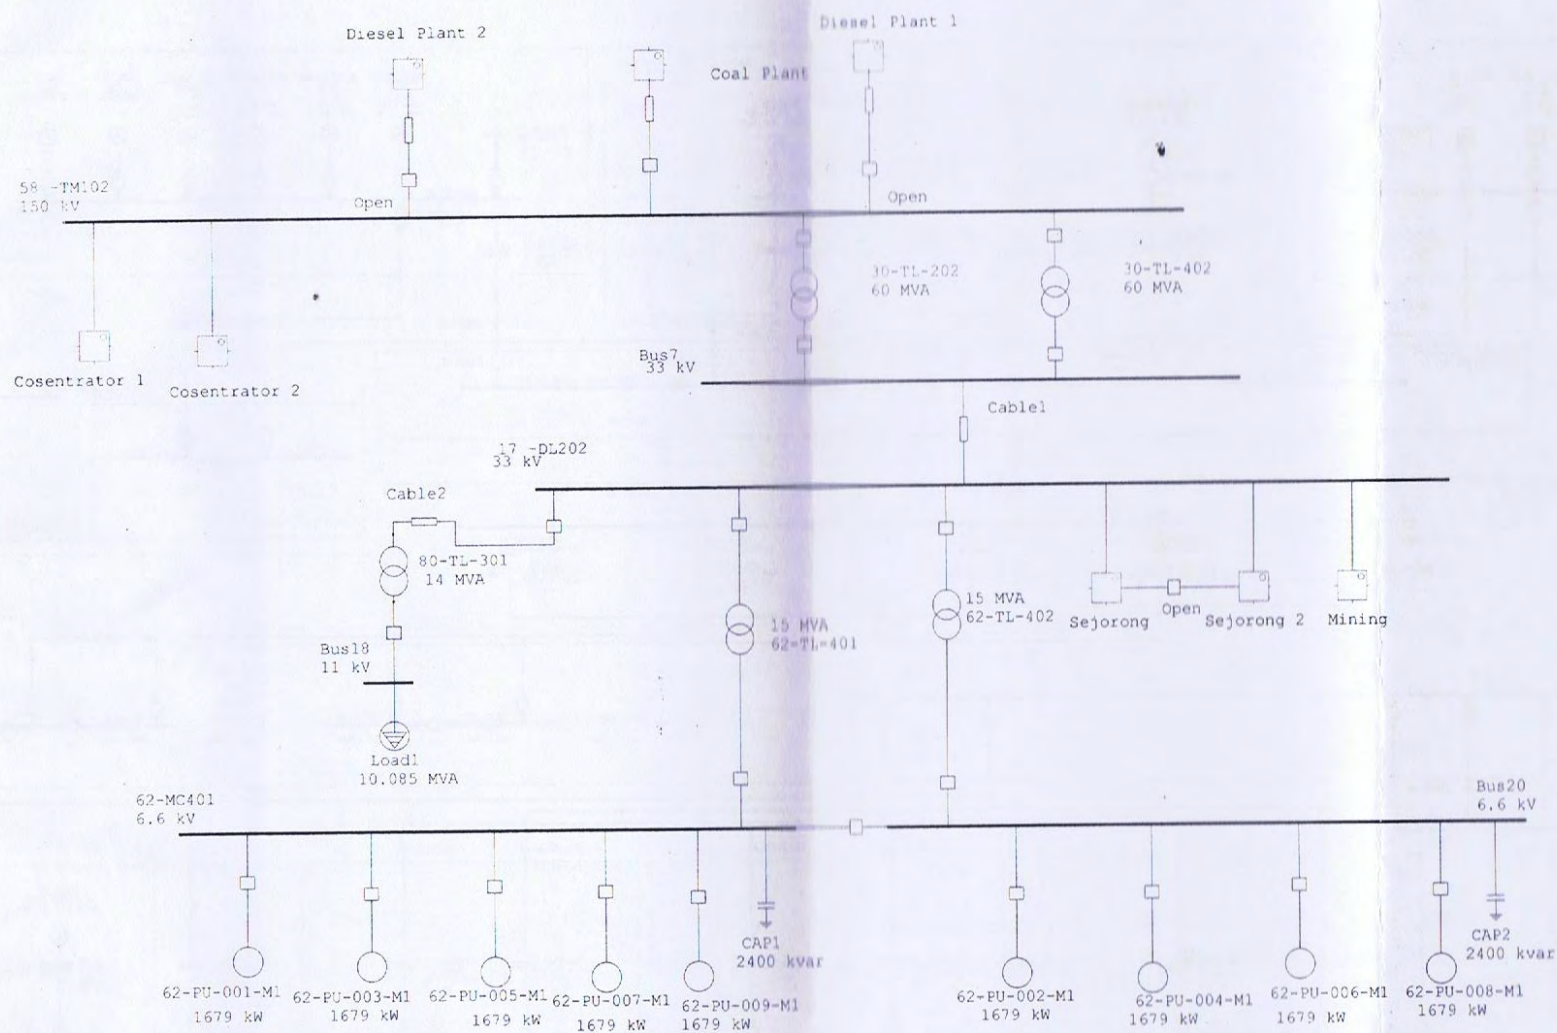 Diesel Plant 2
Diesel Plant 1
Coal Plant
58 -TM102
150 kV
Open
Open
30-TL-202
60 MVA
30-TL-402
60 MVA
Cosentrator 1
Cosentrator 2
Bus7
33 kV
Cable1
17 -DL202
33 kV
Cable2
80-TL-301
14 MVA
15 MVA
62-TL-401
15 MVA
62-TL-402
Sejorong
Open
Sejorong 2
Mining
Bus18
11 kV
Load1
10.085 MVA
62-MC401
6.6 kV
Bus20
6.6 kV
CAP1
2400 kvar
CAP2
2400 kvar
62-PU-001-M1
1679 kW
62-PU-003-M1
1679 kW
62-PU-005-M1
1679 kW
62-PU-007-M1
1679 kW
62-PU-009-M1
1679 kW
62-PU-002-M1
1679 kW
62-PU-004-M1
1679 kW
62-PU-006-M1
1679 kW
62-PU-008-M1
1679 kW